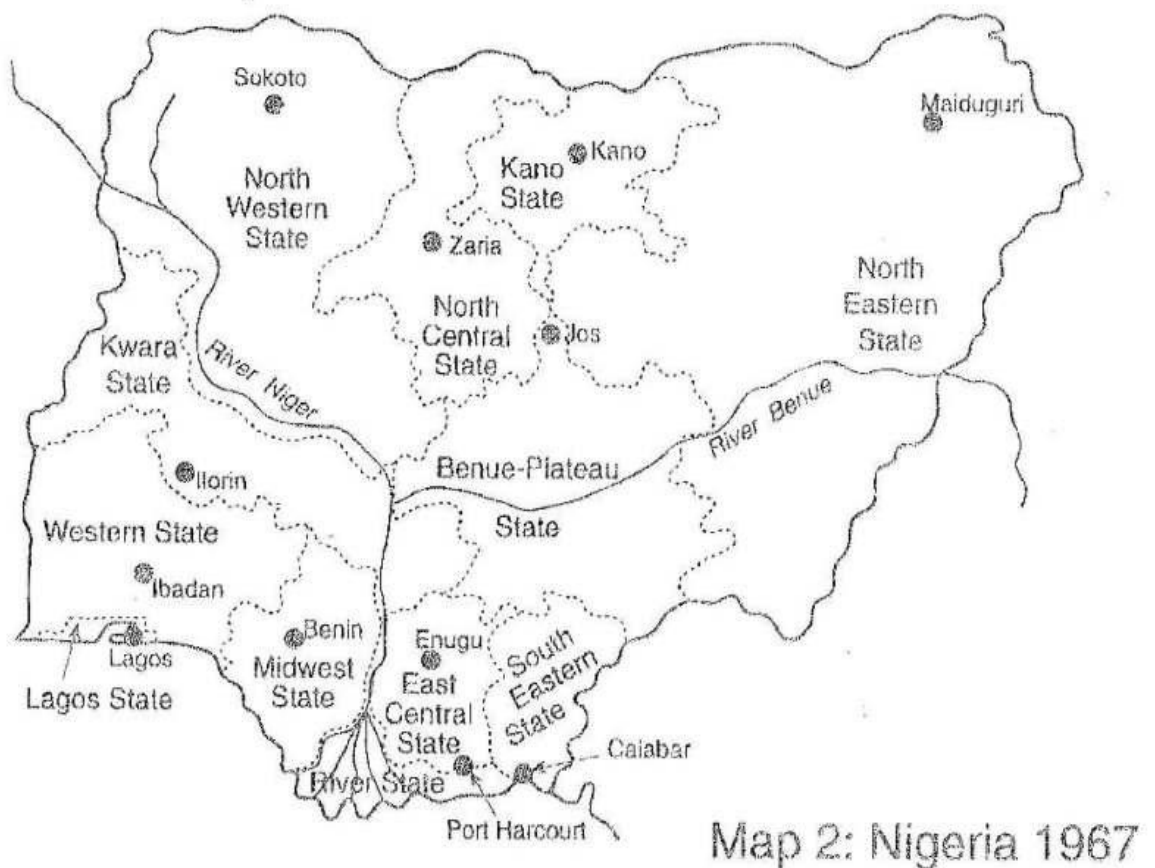 Sokoto
Maiduguri
Kano
Kano
State
North
Western
State
Zaria
North
Eastern
State
North
Central
State
Jos
Kwara
State
River Niger
River Benue
Benue-Plateau
State
Ilorin
Western State
Ibadan
Benin
Enugu
South
Eastern
State
Lagos
Midwest
State
East
Central
State
Lagos State
Calabar
River State
Port Harcourt
Map 2: Nigeria 1967